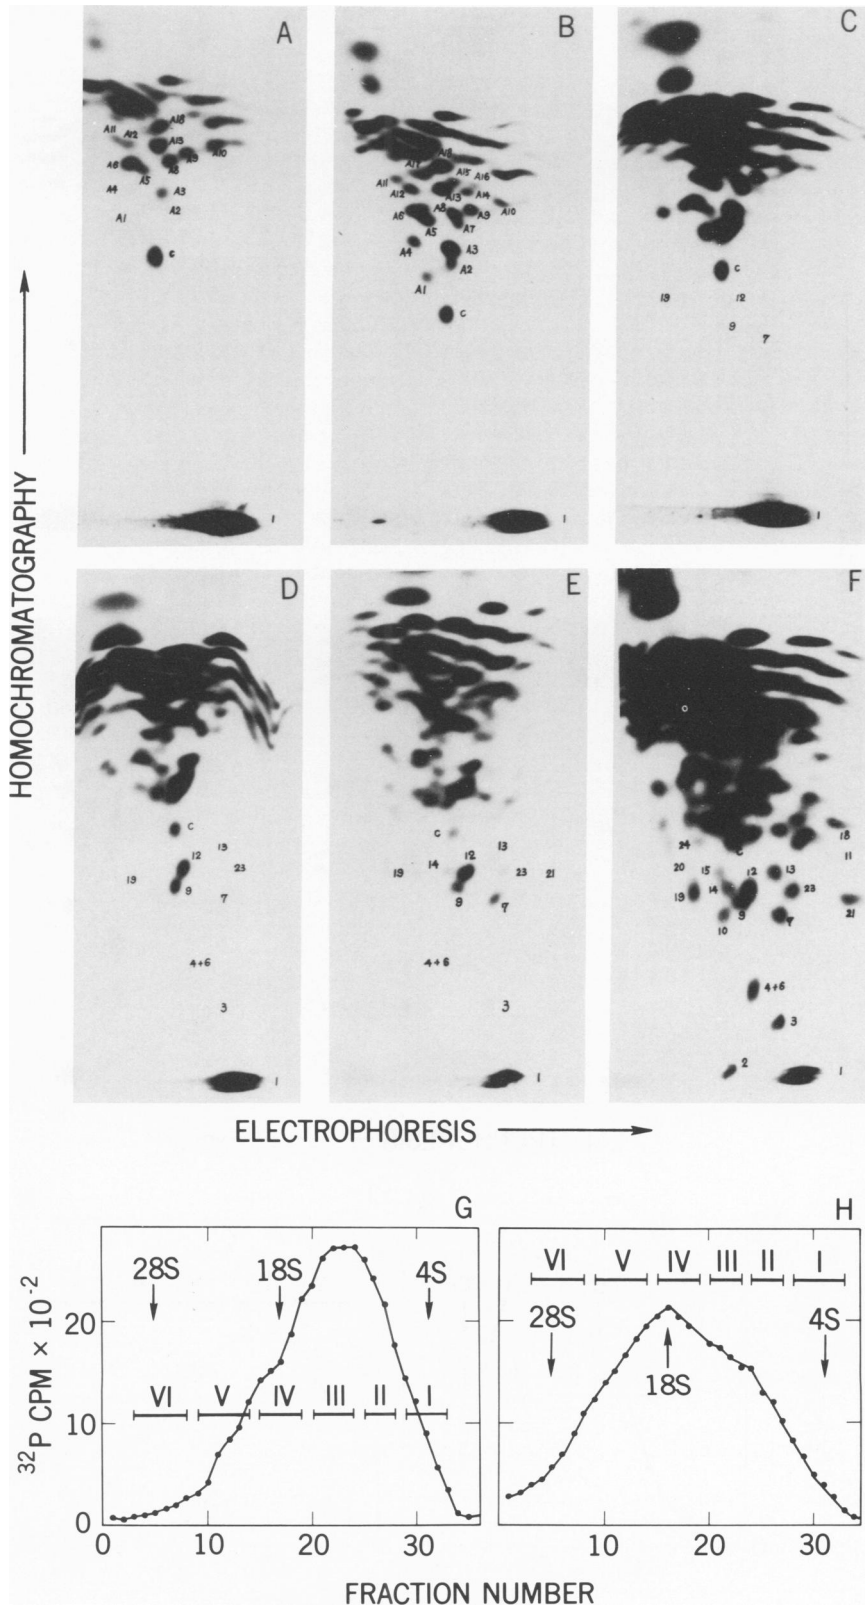 A
A11
A12
A18
A13
A6
A5
A8
A9
A10
A4
A3
A1
A2
C
1
B
A17
A18
A11
A15
A16
A12
A13
A14
A6
A8
A9
A10
A5
A7
A4
A3
A2
A1
C
1
C
C
19
12
9
7
1
HOMOCHROMATOGRAPHY
D
C
13
12
23
19
9
7
4+6
3
1
E
C
13
14
12
19
23
21
9
7
4+6
3
1
F
O
18
24
C
11
20
15
12
13
19
14
23
9
10
7
21
4+6
3
2
1
ELECTROPHORESIS
G
28S
18S
4S
VI
V
IV
III
II
I
20
10
0
32P CPM × 10-2
10
20
30
H
VI
V
IV
III
II
I
28S
18S
4S
10
20
30
FRACTION NUMBER